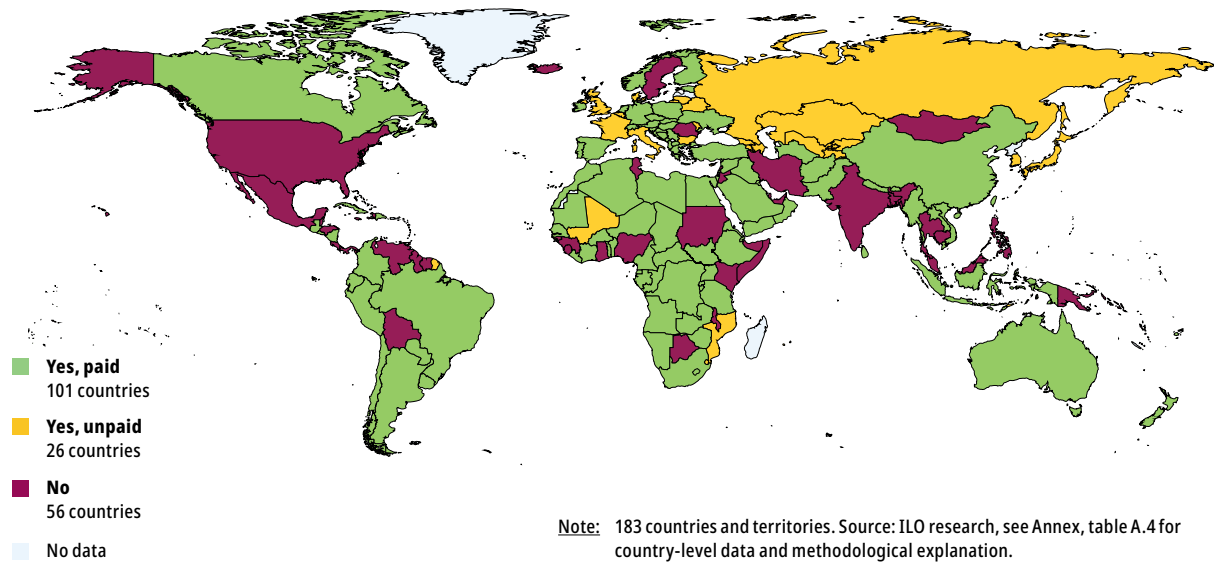 Yes, paid
101 countries
Yes, unpaid
26 countries
No
56 countries
No data
Note: 183 countries and territories. Source: ILO research, see Annex, table A.4 for
country-level data and methodological explanation.